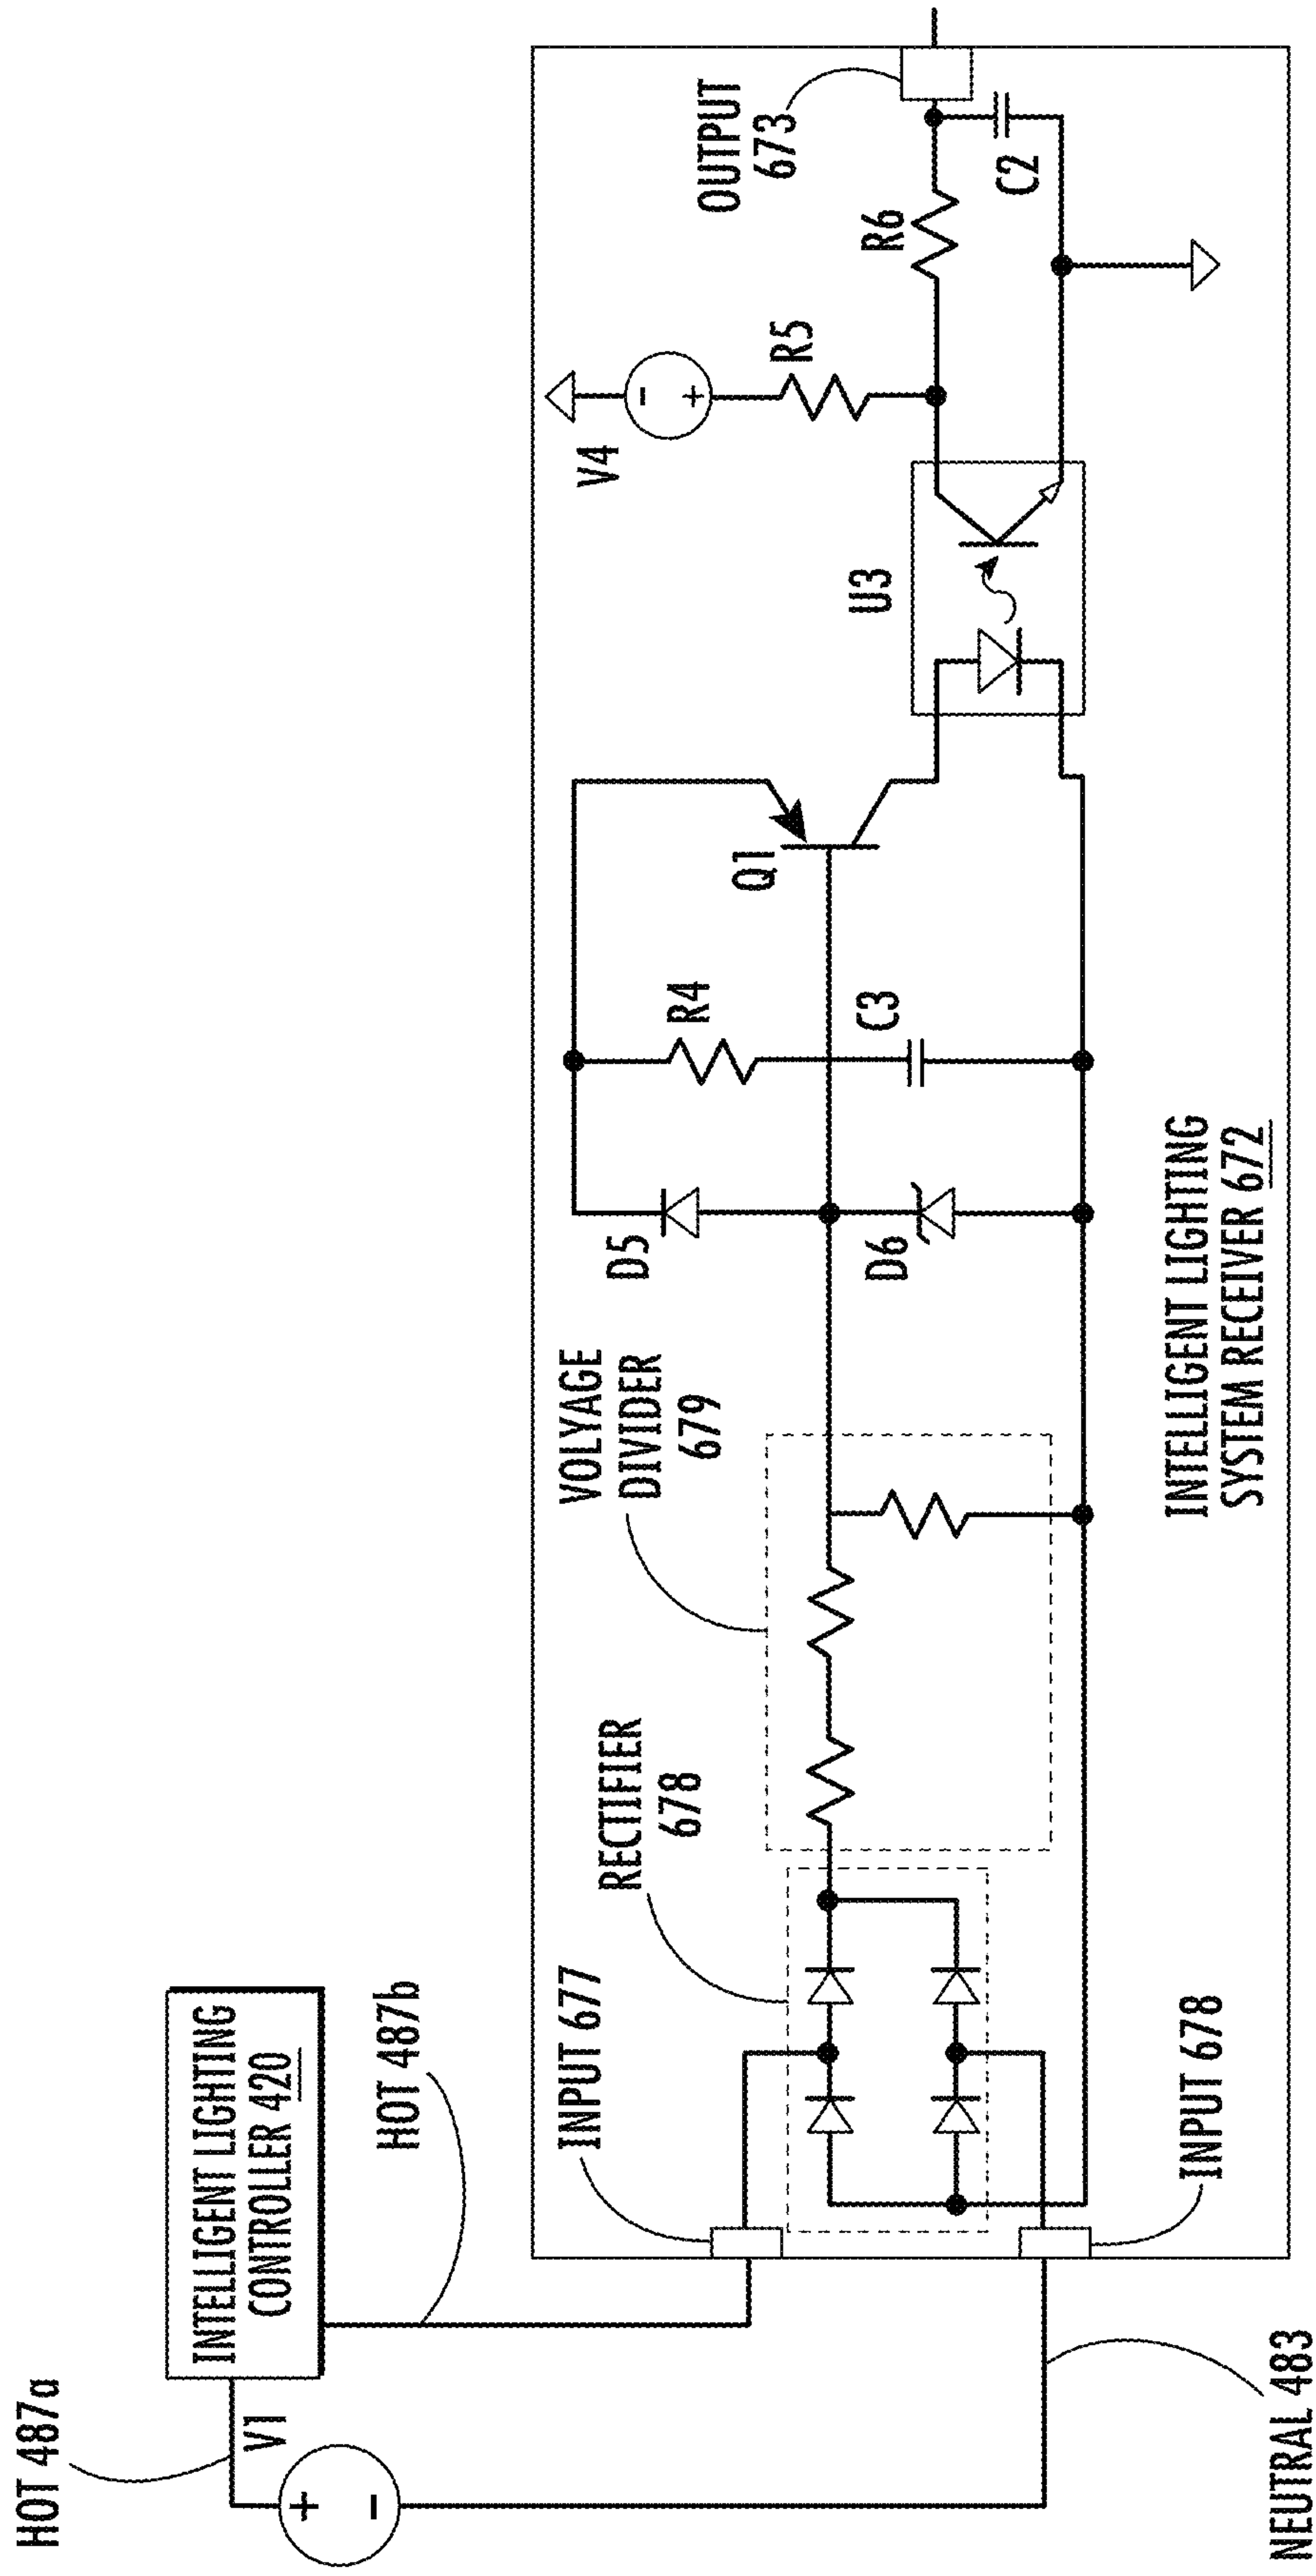 HOT 487a
V1
INTELLIGENT LIGHTING
CONTROLLER 420
HOT 487b
NEUTRAL 483
INPUT 677
INPUT 678
RECTIFIER
678
VOLYAGE
DIVIDER
679
D5
D6
R4
C3
Q1
U3
V4
-
+
R5
R6
C2
OUTPUT
673
INTELLIGENT LIGHTING
SYSTEM RECEIVER 672
+
-